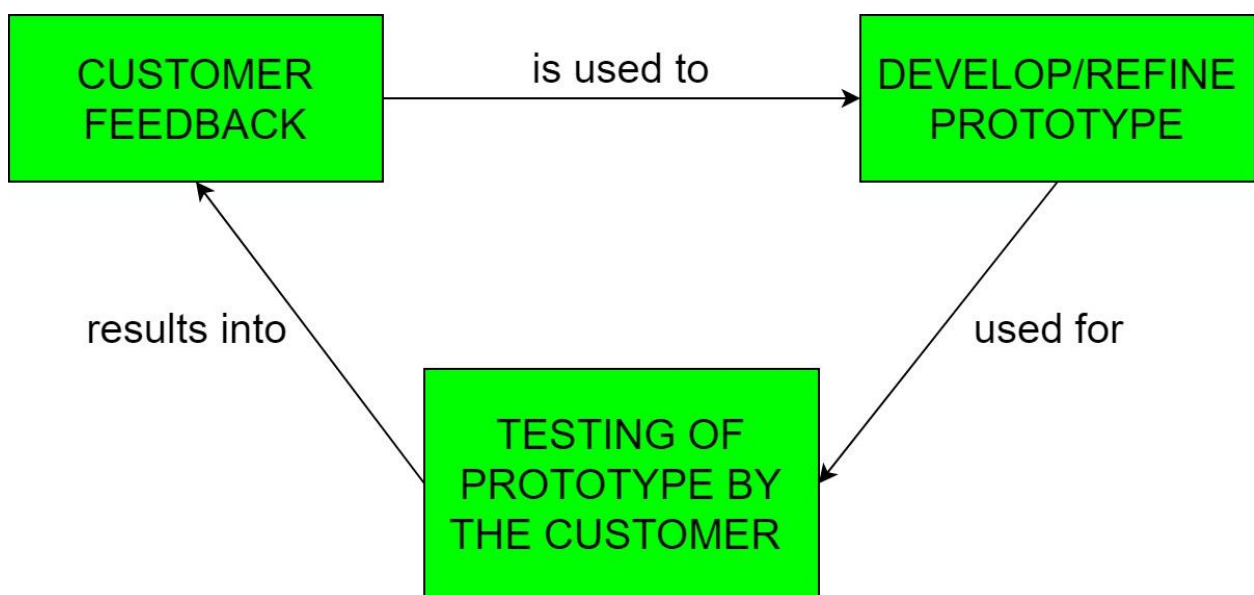 CUSTOMER
FEEDBACK
is used to
DEVELOP/REFINE
PROTOTYPE
results into
used for
TESTING OF
PROTOTYPE BY
THE CUSTOMER